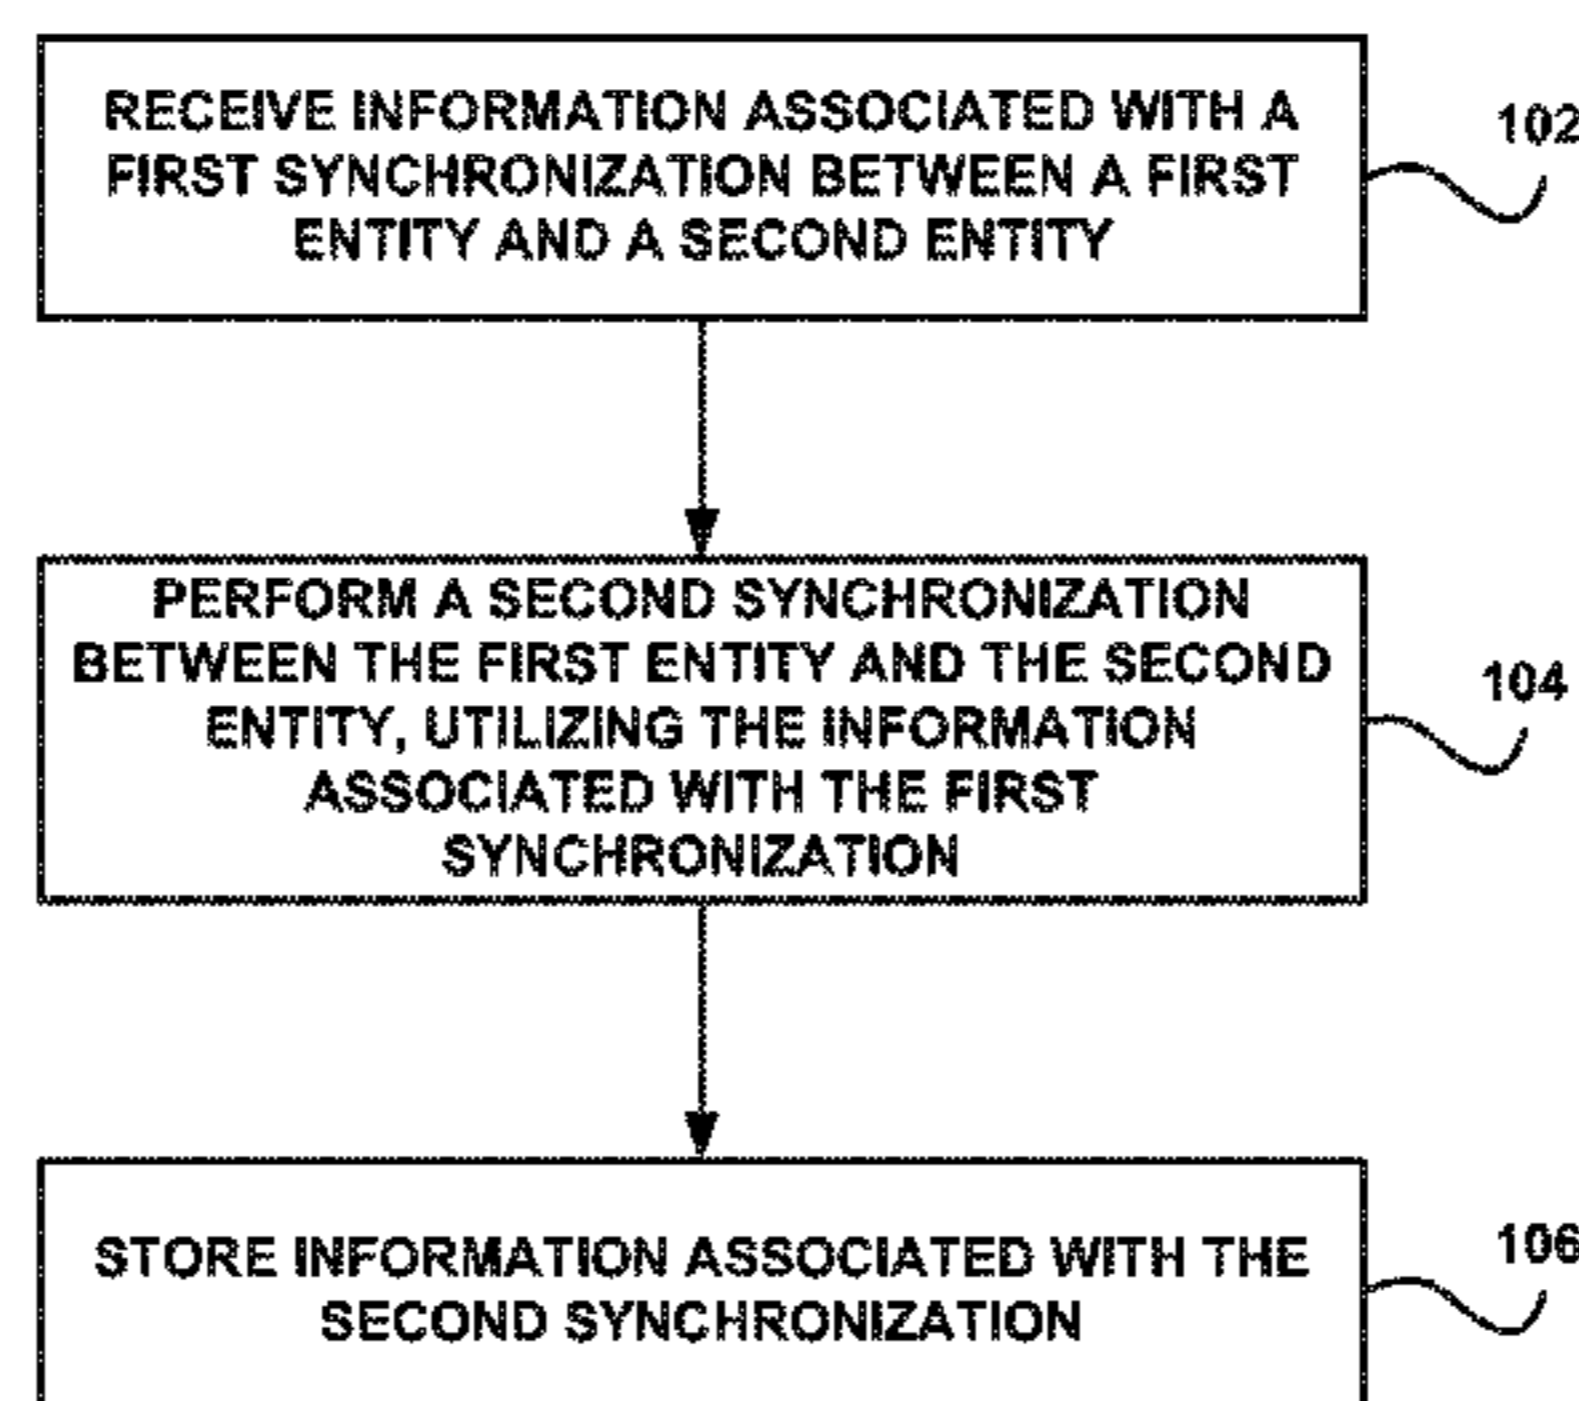 RECEIVE INFORMATION ASSOCIATED WITH A
FIRST SYNCHRONIZATION BETWEEN A FIRST
ENTITY AND A SECOND ENTITY
102
PERFORM A SECOND SYNCHRONIZATION
BETWEEN THE FIRST ENTITY AND THE SECOND
ENTITY, UTILIZING THE INFORMATION
ASSOCIATED WITH THE FIRST
SYNCHRONIZATION
104
STORE INFORMATION ASSOCIATED WITH THE
SECOND SYNCHRONIZATION
106